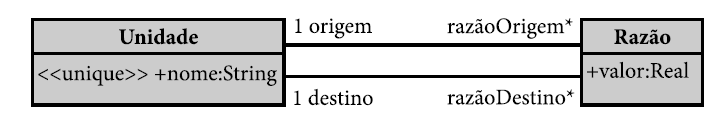 Unidade
<<unique>> +nome:String
1 origem
razãoOrigem*
1 destino
razãoDestino*
Razão
+valor:Real